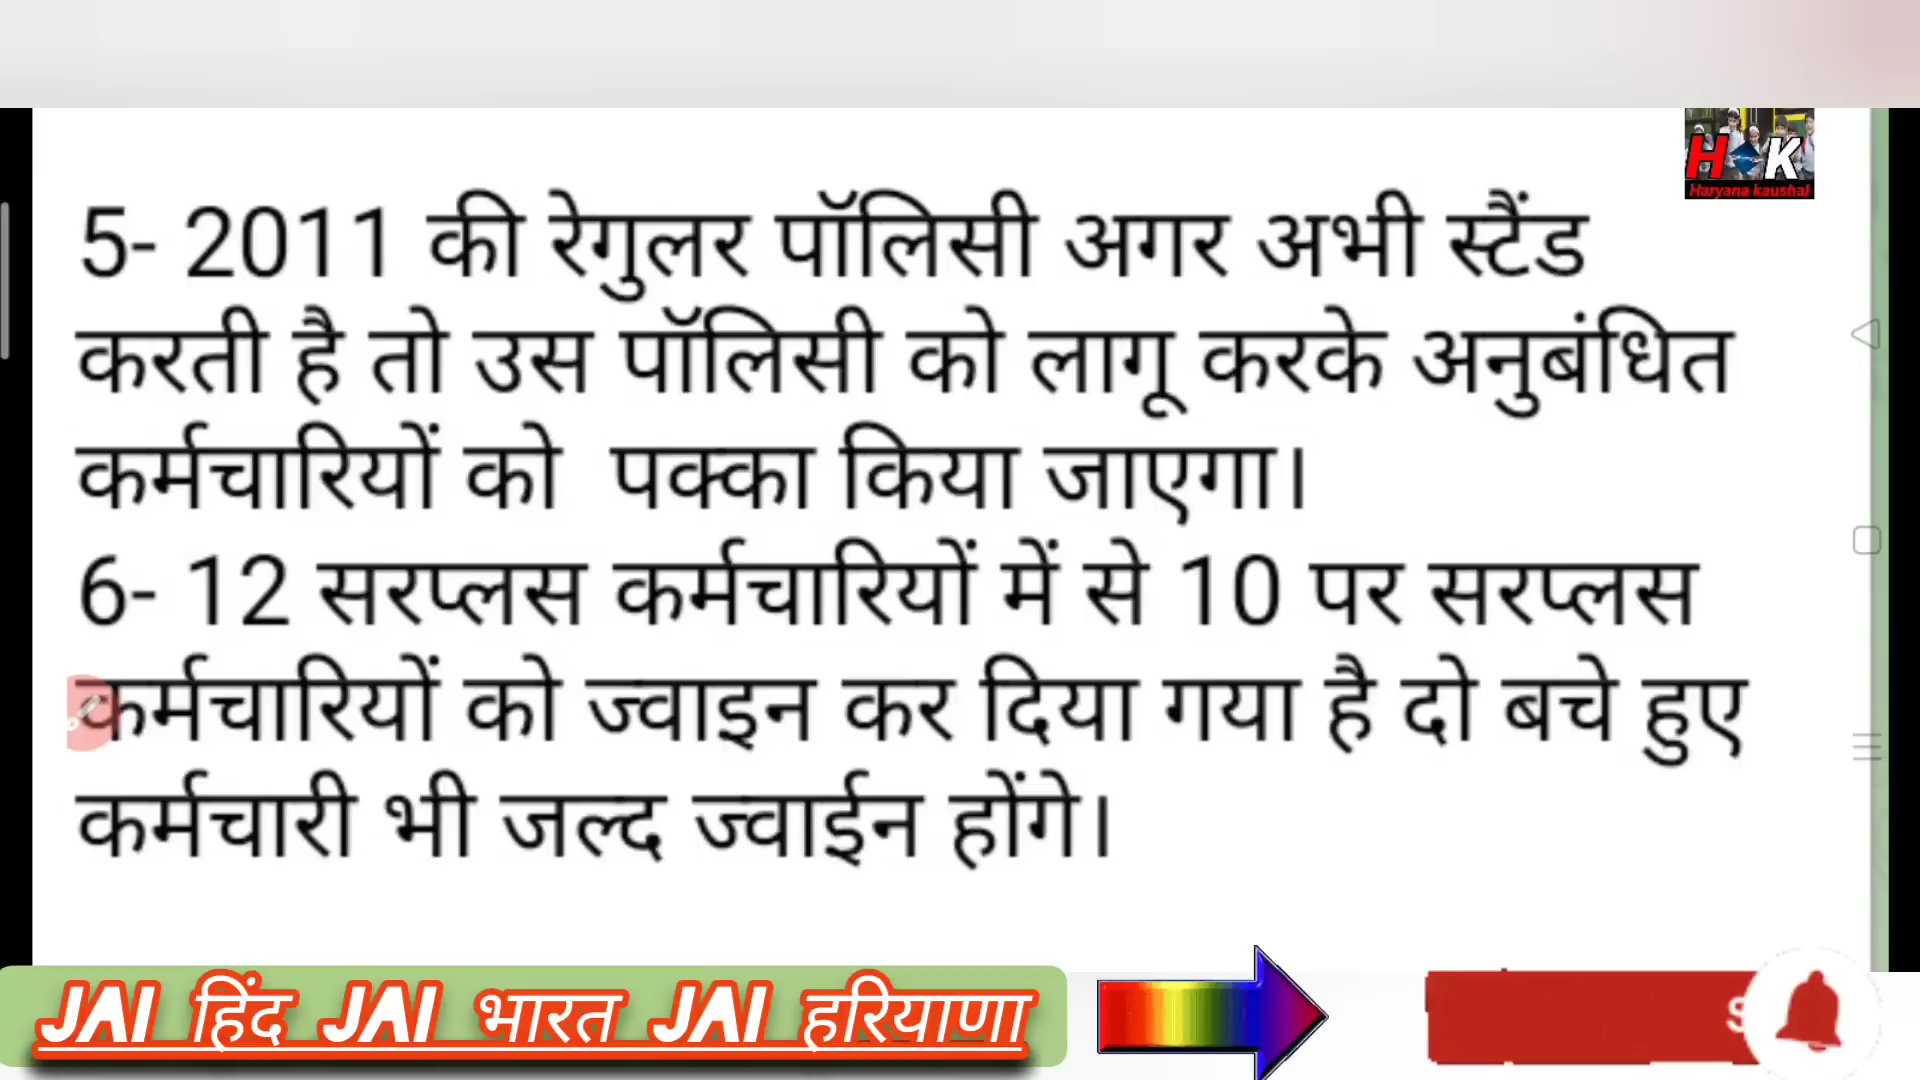 H K
Haryana kaushal
5- 2011 की रेगुलर पॉलिसी अगर अभी स्टैंड
करती है तो उस पॉलिसी को लागू करके अनुबंधित
कर्मचारियों को पक्का किया जाएगा।
6- 12 सरप्लस कर्मचारियों में से 10 पर सरप्लस
कर्मचारियों को ज्वाइन कर दिया गया है दो बचे हुए
कर्मचारी भी जल्द ज्वाईन होंगे।
JAI हिंद JAI भारत JAI हरियाणा